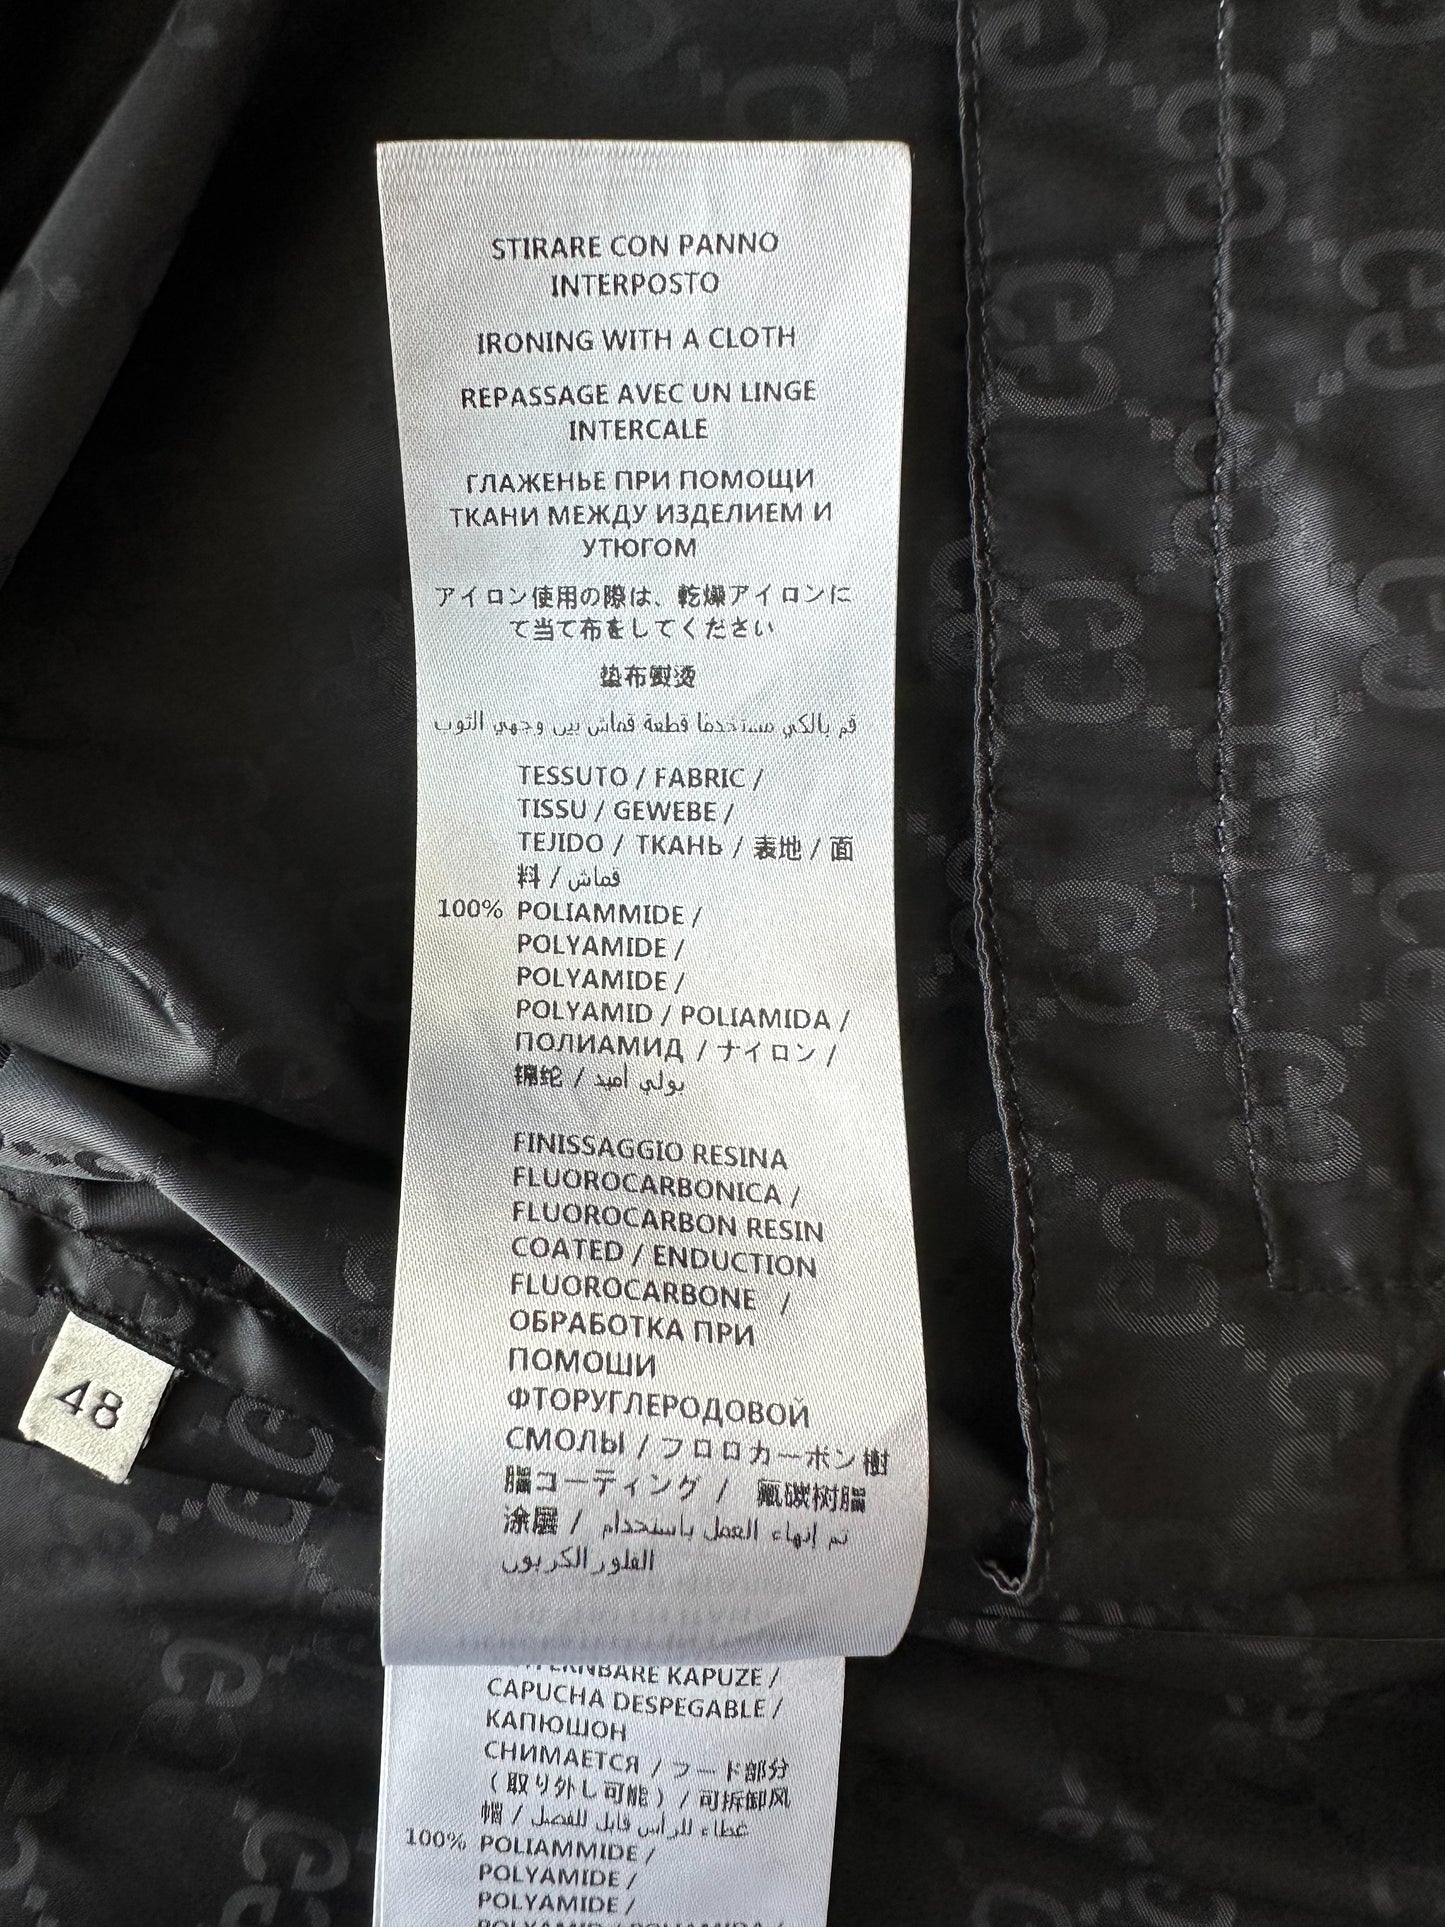 STIRARE CON PANNO
INTERPOSTO
IRONING WITH A CLOTH
REPASSAGE AVEC UN LINGE
INTERCALE
ГЛАЖЕНЬЕ ПРИ ПОМОЩИ
ТКАНИ МЕЖДУ ИЗДЕЛИЕМ И
УТЮГОМ
アイロン使用の際は、乾燥アイロンに
て当て布をしてください
垫布熨烫
قم بالكي مستخدما قطعة قماش بين وجهي الثوب
TESSUTO / FABRIC /
TISSU / GEWEBE /
TEJIDO / ТКАНЬ / 表地 / 面
料 / قماش
100% POLIAMMIDE /
POLYAMIDE /
POLYAMIDE /
POLYAMID / POLIAMIDA /
ПОЛИАМИД / ナイロン /
锦纶 / بولي أميد
FINISSAGGIO RESINA
FLUOROCARBONICA /
FLUOROCARBON RESIN
COATED / ENDUCTION
FLUOROCARBONE /
ОБРАБОТКА ПРИ
ПОМОШИ
ФТОРУГЛЕРОДОВОЙ
СМОЛЫ / フロロカーボン樹
脂コーティング / 氟碳树脂
涂层 / تم إنهاء العمل باستخدام
الفلور الكربون
48
KAPUZE /
CAPUCHA DESPEGABLE /
КАПЮШОН
СНИМАЕТСЯ / フード部分
（取り外し可能）/ 可拆卸风
帽 / غطاء للرأس قابل للفصل
100% POLIAMMIDE /
POLYAMIDE /
POLYAMIDE /